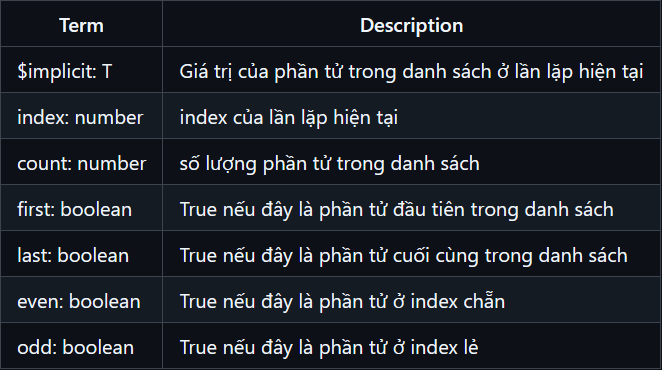 Term Description
$implicit: T Giá trị của phần tử trong danh sách ở lần lặp hiện tại
index: number index của lần lặp hiện tại
count: number số lượng phần tử trong danh sách
first: boolean True nếu đây là phần tử đầu tiên trong danh sách
last: boolean True nếu đây là phần tử cuối cùng trong danh sách
even: boolean True nếu đây là phần tử ở index chẵn
odd: boolean True nếu đây là phần tử ở index lẻ